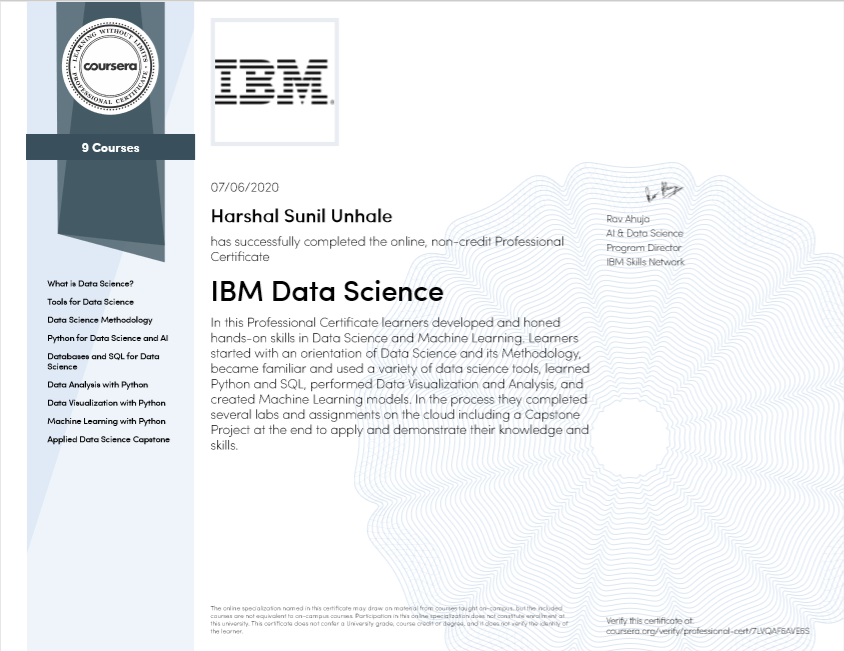 LEARNING WITHOUT LIMITS
coursera
PROFESSIONAL CERTIFICATE
9 Courses
What is Data Science?
Tools for Data Science
Data Science Methodology
Python for Data Science and AI
Databases and SQL for Data
Science
Data Analysis with Python
Data Visualization with Python
Machine Learning with Python
Applied Data Science Capstone
IBM®
07/06/2020
Harshal Sunil Unhale
has successfully completed the online, non-credit Professional
Certificate
IBM Data Science
In this Professional Certificate learners developed and honed
hands-on skills in Data Science and Machine Learning. Learners
started with an orientation of Data Science and its Methodology,
became familiar and used a variety of data science tools, learned
Python and SQL, performed Data Visualization and Analysis, and
created Machine Learning models. In the process they completed
several labs and assignments on the cloud including a Capstone
Project at the end to apply and demonstrate their knowledge and
skills.
Rav Ahuja
AI & Data Science
Program Director
IBM Skills Network
The online specialization named in this certificate may draw on material from courses taught on-campus, but the included
courses are not equivalent to on-campus courses. Participation in this online specialization does not constitute enrollment at
this university. This certificate does not confer a University grade, course credit or degree, and it does not verify the identity of
the learner.
Verify this certificate at: